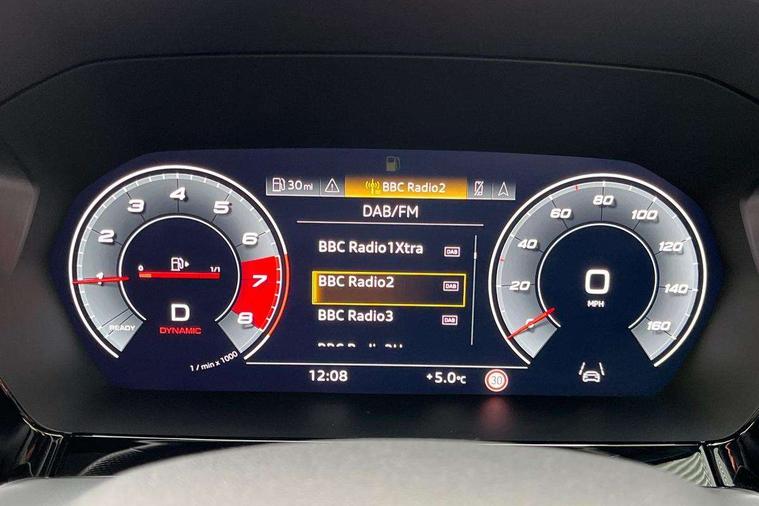 30mi
BBC Radio2
DAB/FM
BBC Radio1Xtra DAB
BBC Radio2 DAB
BBC Radio3 DAB
12:08
+5.0°C
30
READY
1
2
3
4
5
6
7
8
0
1/1
D
DYNAMIC
1 / min x 1000
0
20
40
60
80
100
120
140
160
0
MPH